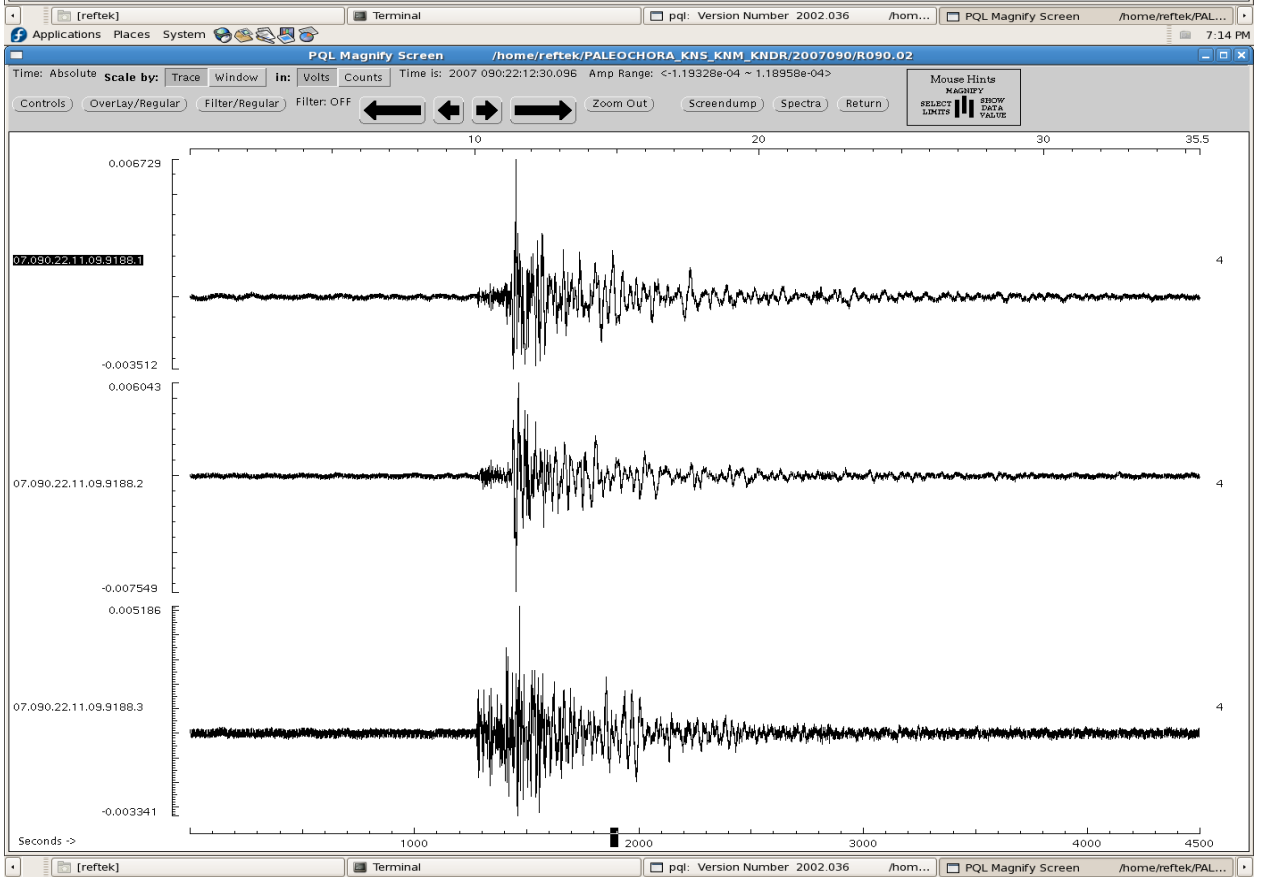 [reftek] Terminal pql: Version Number 2002.036 /hom... PQL Magnify Screen /home/reftek/PAL...
Applications Places System 7:14 PM
PQL Magnify Screen /home/reftek/PALEOCHORA_KNS_KNM_KNDR/2007090/R090.02
Time: Absolute Scale by: Trace Window in: Volts Counts Time is: 2007 090:22:12:30.096 Amp Range: <-1.19328e-04 ~ 1.18958e-04>
Controls OverLay/Regular Filter/Regular Filter: OFF Zoom Out Screendump Spectra Return
Mouse Hints
MAGNIFY
SELECT LIMITS
SHOW DATA VALUE
10 20 30 35.5
0.006729
07.090.22.11.09.9188.1 4
-0.003512
0.006043
07.090.22.11.09.9188.2 4
-0.007549
0.005186
07.090.22.11.09.9188.3 4
-0.003341
Seconds -> 1000 2000 3000 4000 4500
[reftek] Terminal pql: Version Number 2002.036 /hom... PQL Magnify Screen /home/reftek/PAL...